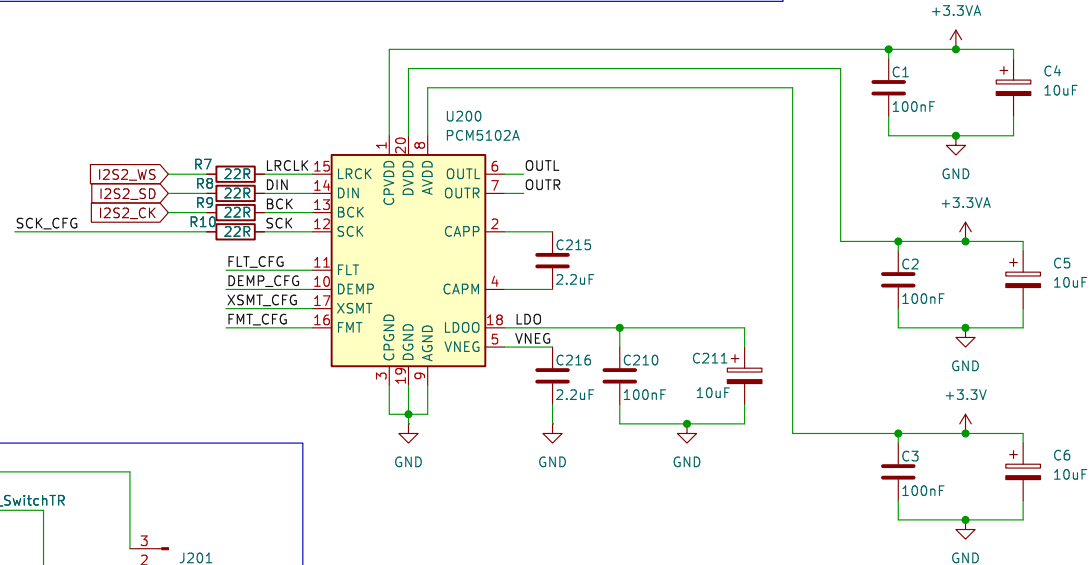 +3.3VA
C1
100nF
C4
10uF
GND
U200
PCM5102A
1
20
8
CPVDD
DVDD
AVDD
I2S2_WS
R7
22R
LRCLK
15
LRCK
I2S2_SD
R8
22R
DIN
14
DIN
I2S2_CK
R9
22R
BCK
13
BCK
SCK_CFG
R10
22R
SCK
12
SCK
FLT_CFG
11
FLT
DEMP_CFG
10
DEMP
XSMT_CFG
17
XSMT
FMT_CFG
16
FMT
OUTL
6
OUTL
OUTR
7
OUTR
CAPP
2
C215
2.2uF
CAPM
4
LDOO
18
LDO
VNEG
5
VNEG
CPGND
DGND
AGND
3
19
9
GND
C216
2.2uF
GND
C210
100nF
C211
10uF
GND
+3.3VA
C2
100nF
C5
10uF
GND
+3.3V
C3
100nF
C6
10uF
GND
_SwitchTR
3
2
J201